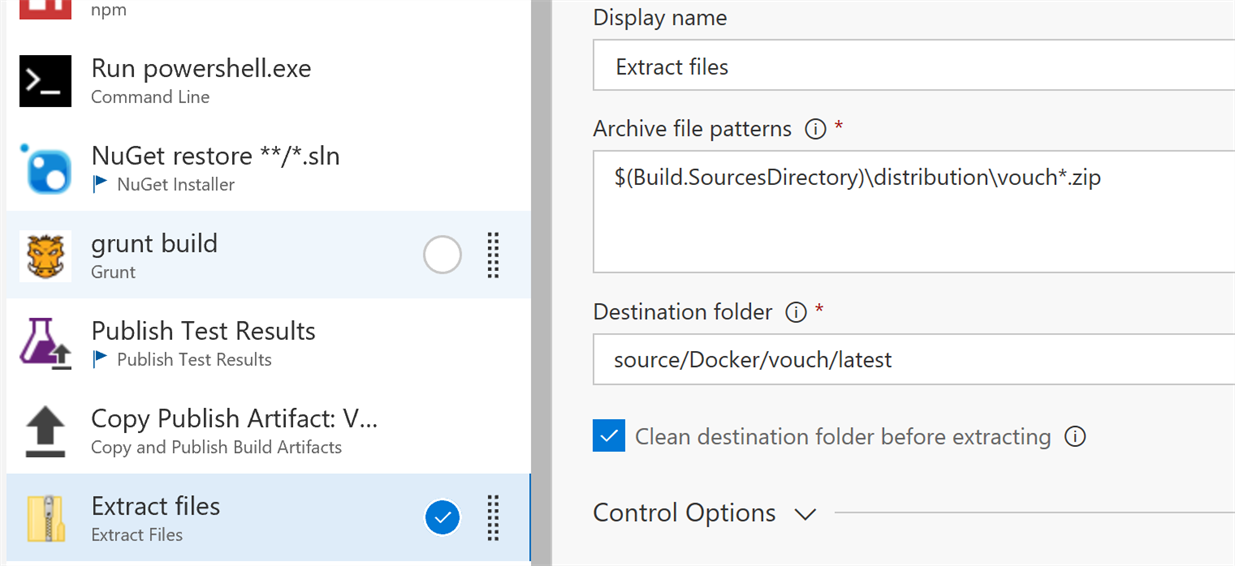 npm
Run powershell.exe
Command Line
NuGet restore **/*.sln
NuGet Installer
grunt build
Grunt
Publish Test Results
Publish Test Results
Copy Publish Artifact: V...
Copy and Publish Build Artifacts
Extract files
Extract Files
Display name
Extract files
Archive file patterns *
$(Build.SourcesDirectory)\distribution\vouch*.zip
Destination folder *
source/Docker/vouch/latest
Clean destination folder before extracting
Control Options